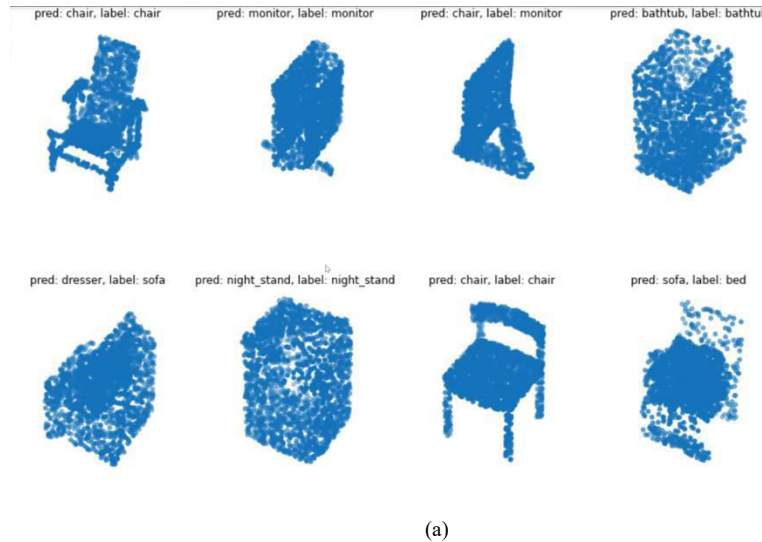 pred: chair, label: chair
pred: monitor, label: monitor
pred: chair, label: monitor
pred: bathtub, label: bathtu
pred: dresser, label: sofa
pred: night_stand, label: night_stand
pred: chair, label: chair
pred: sofa, label: bed
(a)